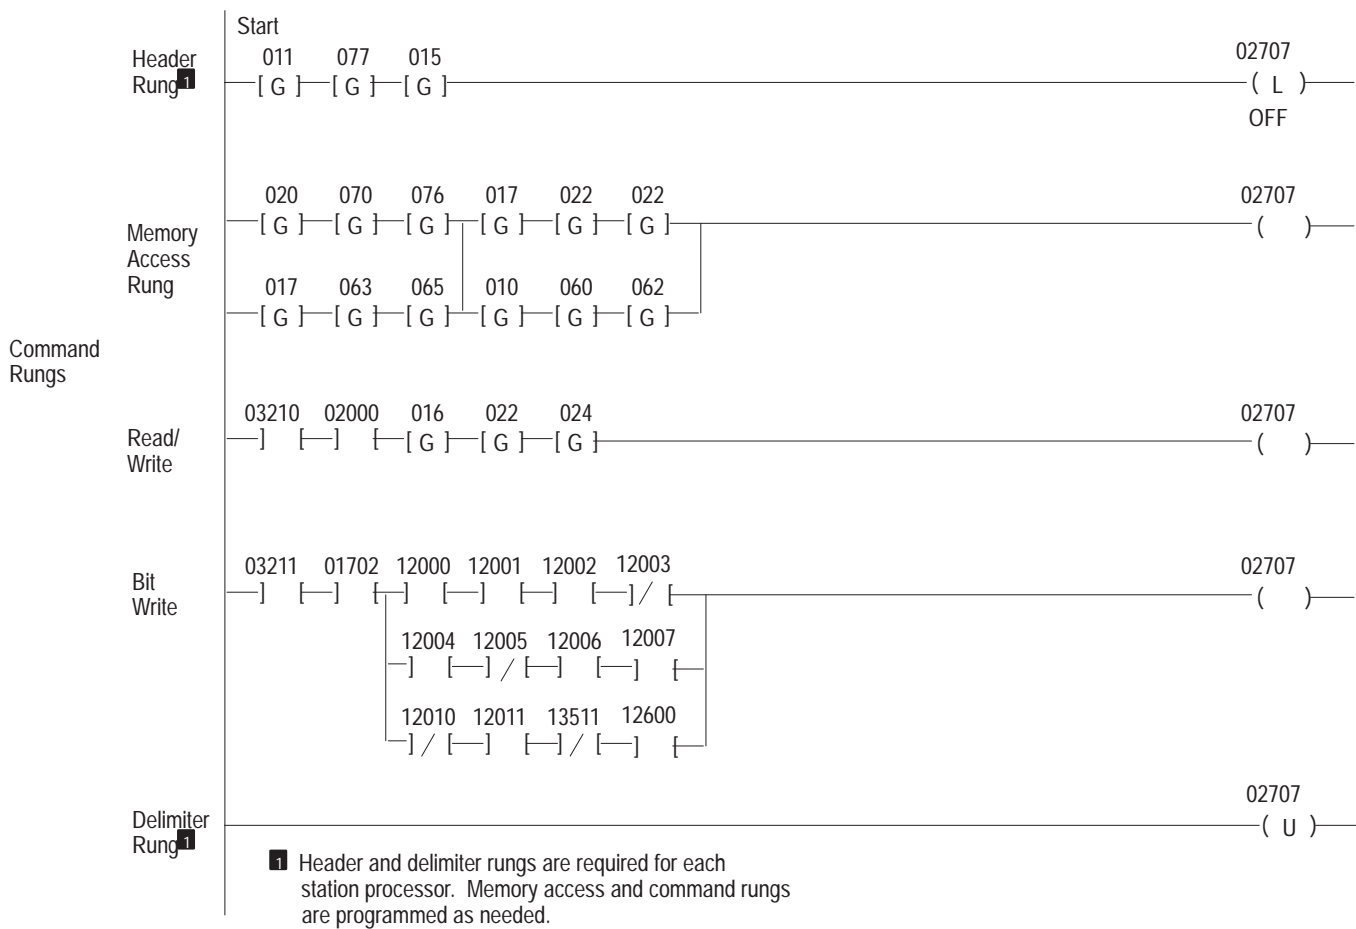 Start
Header
Rung 1
011 077 015 02707
[ G ] [ G ] [ G ] ( L )
OFF
020 070 076 017 022 022 02707
[ G ] [ G ] [ G ] [ G ] [ G ] [ G ] ( )
Memory
Access
Rung
017 063 065 010 060 062
[ G ] [ G ] [ G ] [ G ] [ G ] [ G ]
Command
Rungs
03210 02000 016 022 024 02707
] [ ] [ [ G ] [ G ] [ G ] ( )
Read/
Write
03211 01702 12000 12001 12002 12003 02707
] [ ] [ ] [ ] [ ] [ ] / [ ( )
Bit
Write
12004 12005 12006 12007
] [ ] / [ ] [ ] [
12010 12011 13511 12600
] / [ ] [ ] / [ ] [
02707
Delimiter
Rung 1
( U )
1 Header and delimiter rungs are required for each
station processor. Memory access and command rungs
are programmed as needed.